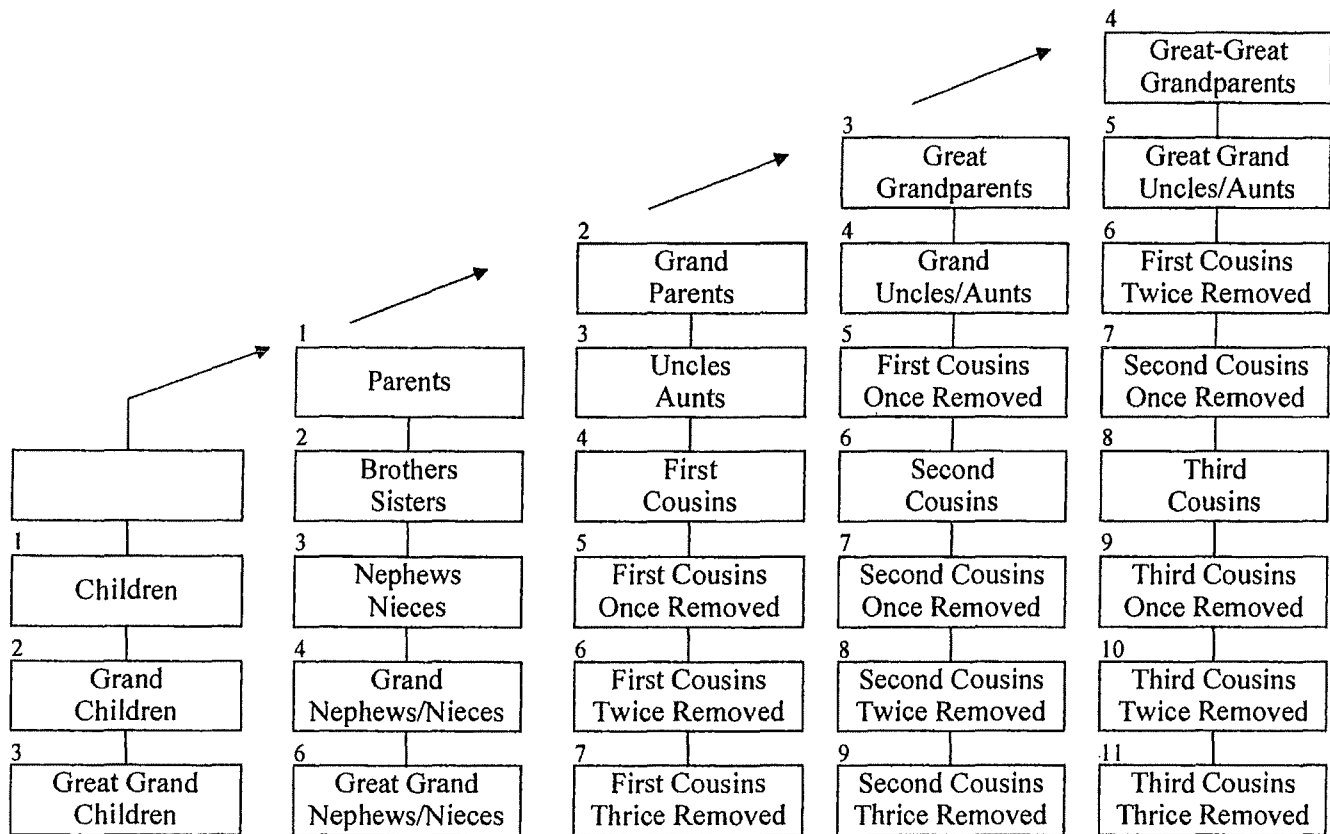 4
Great-Great
Grandparents
3
Great
Grandparents
5
Great Grand
Uncles/Aunts
2
Grand
Parents
4
Grand
Uncles/Aunts
6
First Cousins
Twice Removed
1
Parents
3
Uncles
Aunts
5
First Cousins
Once Removed
7
Second Cousins
Once Removed
2
Brothers
Sisters
4
First
Cousins
6
Second
Cousins
8
Third
Cousins
1
Children
3
Nephews
Nieces
5
First Cousins
Once Removed
7
Second Cousins
Once Removed
9
Third Cousins
Once Removed
2
Grand
Children
4
Grand
Nephews/Nieces
6
First Cousins
Twice Removed
8
Second Cousins
Twice Removed
10
Third Cousins
Twice Removed
3
Great Grand
Children
6
Great Grand
Nephews/Nieces
7
First Cousins
Thrice Removed
9
Second Cousins
Thrice Removed
11
Third Cousins
Thrice Removed